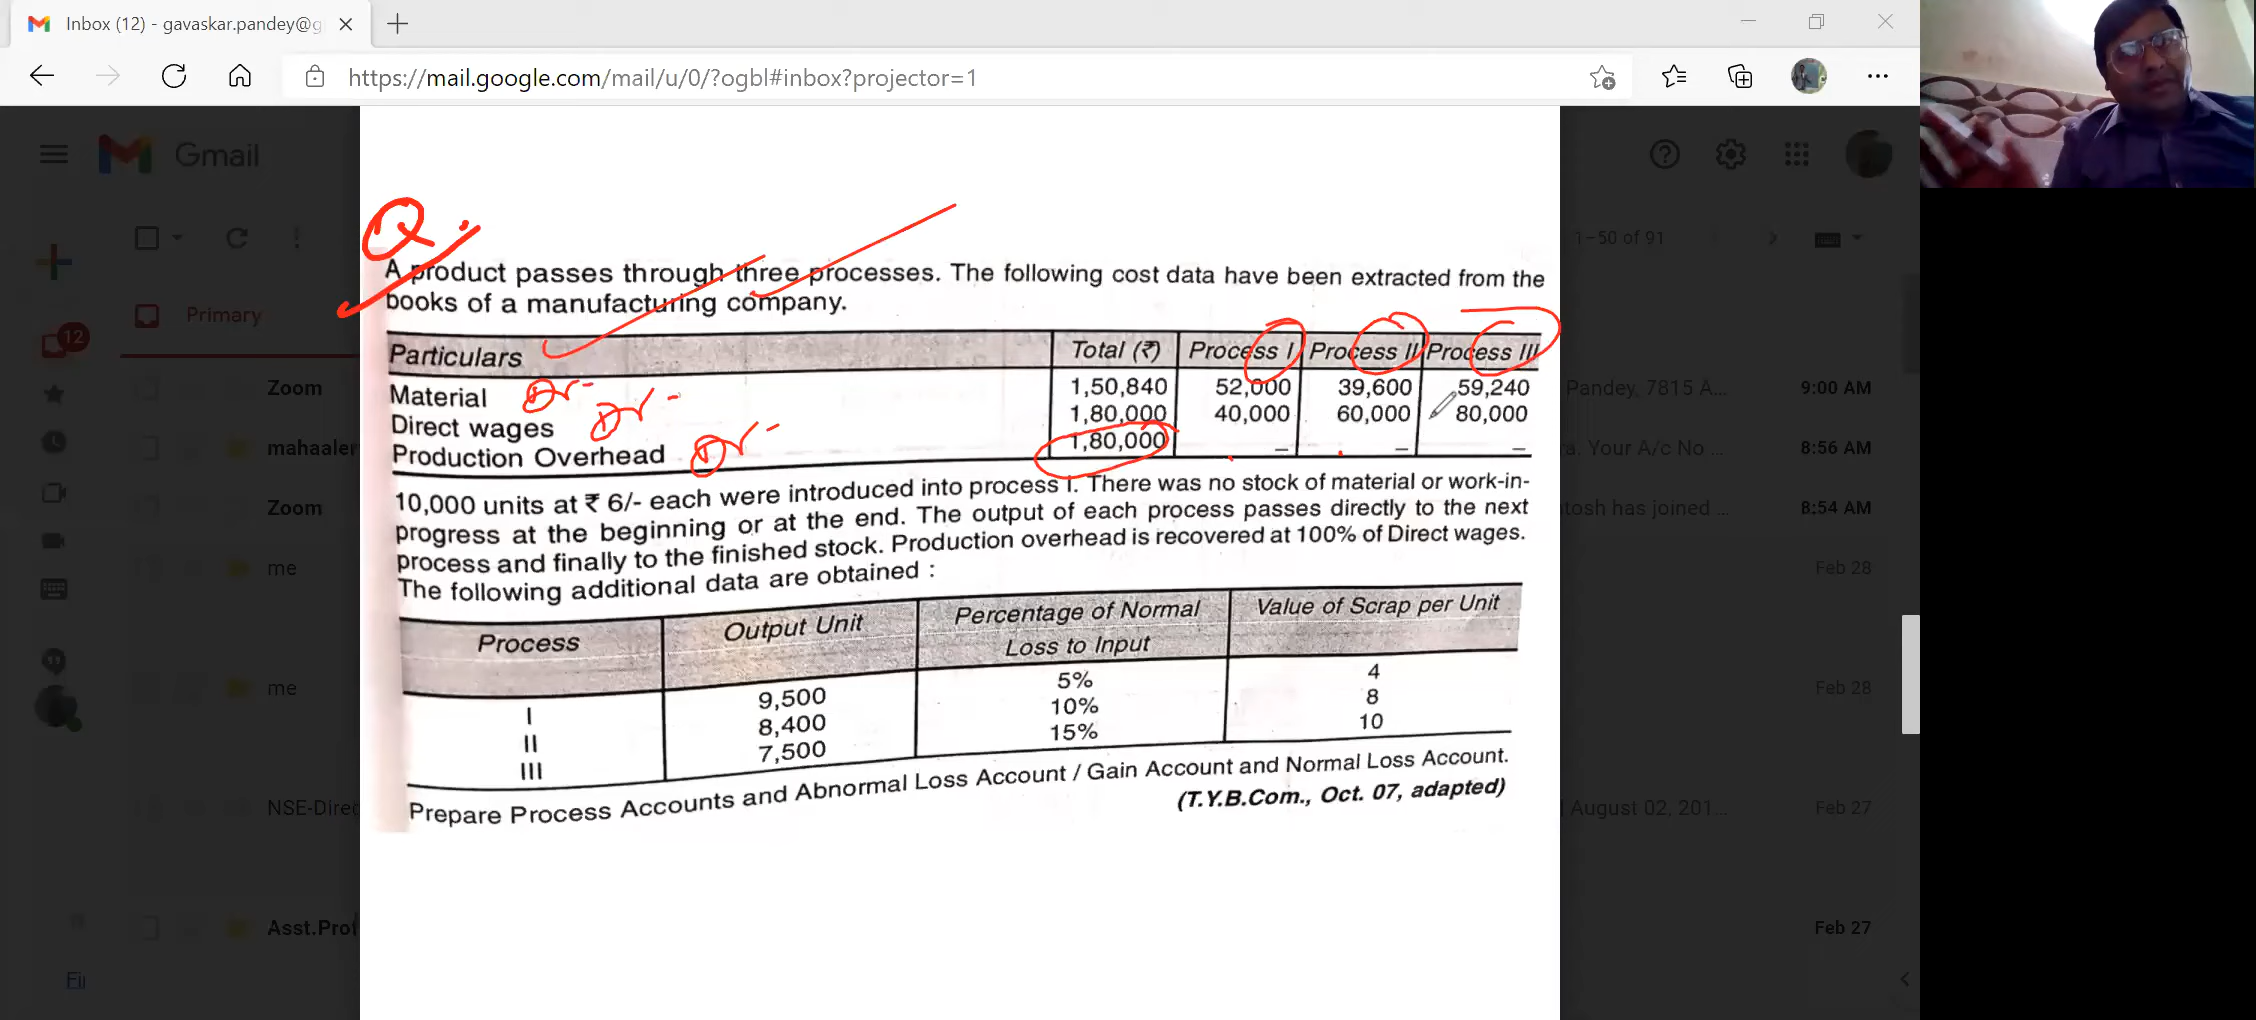 Inbox (12) - gavaskar.pandey@g
https://mail.google.com/mail/u/0/?ogbl#inbox?projector=1
Gmail
1–50 of 91
Primary
12
Q.
A product passes through three processes. The following cost data have been extracted from the
books of a manufacturing company.
Particulars Total (₹) Process I Process II Process III
Material Dr- 1,50,840 52,000 39,600 59,240
Direct wages Dr- 1,80,000 40,000 60,000 80,000
Production Overhead Dr- 1,80,000 – – –
10,000 units at ₹ 6/- each were introduced into process I. There was no stock of material or work-in-
progress at the beginning or at the end. The output of each process passes directly to the next
process and finally to the finished stock. Production overhead is recovered at 100% of Direct wages.
The following additional data are obtained :
Process Output Unit Percentage of Normal Loss to Input Value of Scrap per Unit
I 9,500 5% 4
II 8,400 10% 8
III 7,500 15% 10
Prepare Process Accounts and Abnormal Loss Account / Gain Account and Normal Loss Account.
(T.Y.B.Com., Oct. 07, adapted)
Zoom Pandey, 7815 A... 9:00 AM
mahaaler a. Your A/c No ... 8:56 AM
Zoom tosh has joined ... 8:54 AM
me Feb 28
me Feb 28
NSE-Direc August 02, 201... Feb 27
Asst.Prof Feb 27